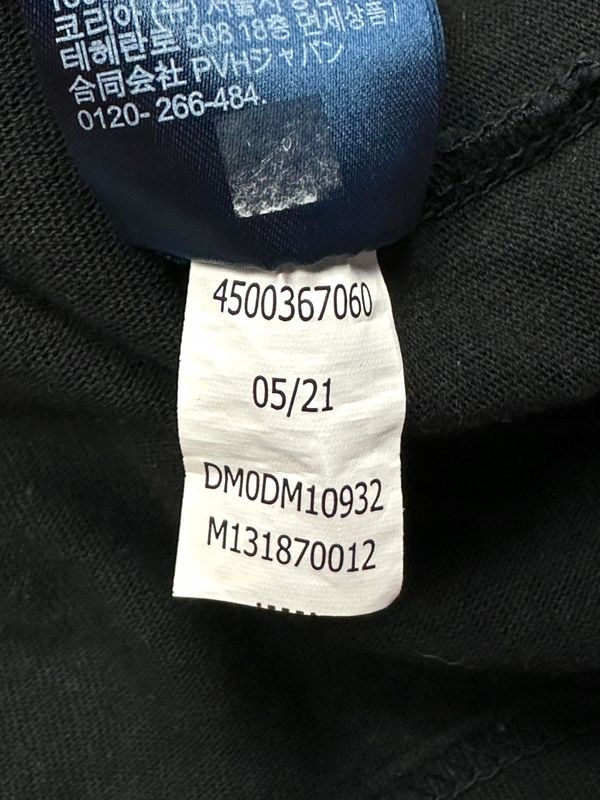 코리아 (유) 서울시 강
테헤란로 508 18층 면세상품/
合同会社 PVHジャパン
0120- 266-484.
4500367060
05/21
DM0DM10932
M131870012